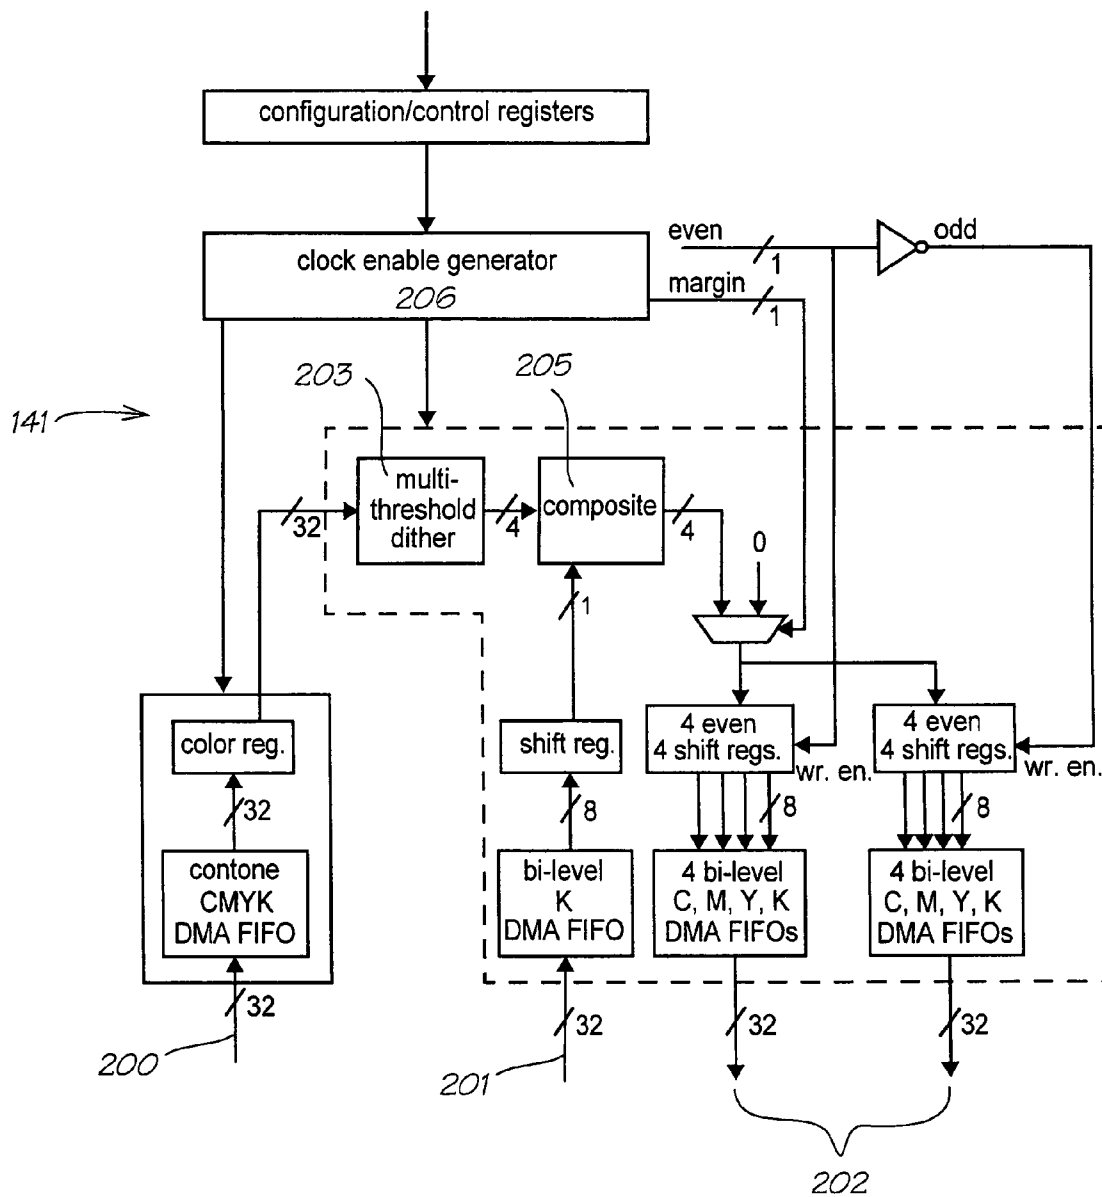 configuration/control registers
even
odd
clock enable generator
1
206
margin
1
203
205
141
multi-
threshold
dither
composite
32
4
4
0
1
color reg.
shift reg.
4 even
4 shift regs.
wr. en.
4 even
4 shift regs.
wr. en.
32
8
8
8
contone
CMYK
DMA FIFO
bi-level
K
DMA FIFO
4 bi-level
C, M, Y, K
DMA FIFOs
4 bi-level
C, M, Y, K
DMA FIFOs
32
32
32
32
200
201
202